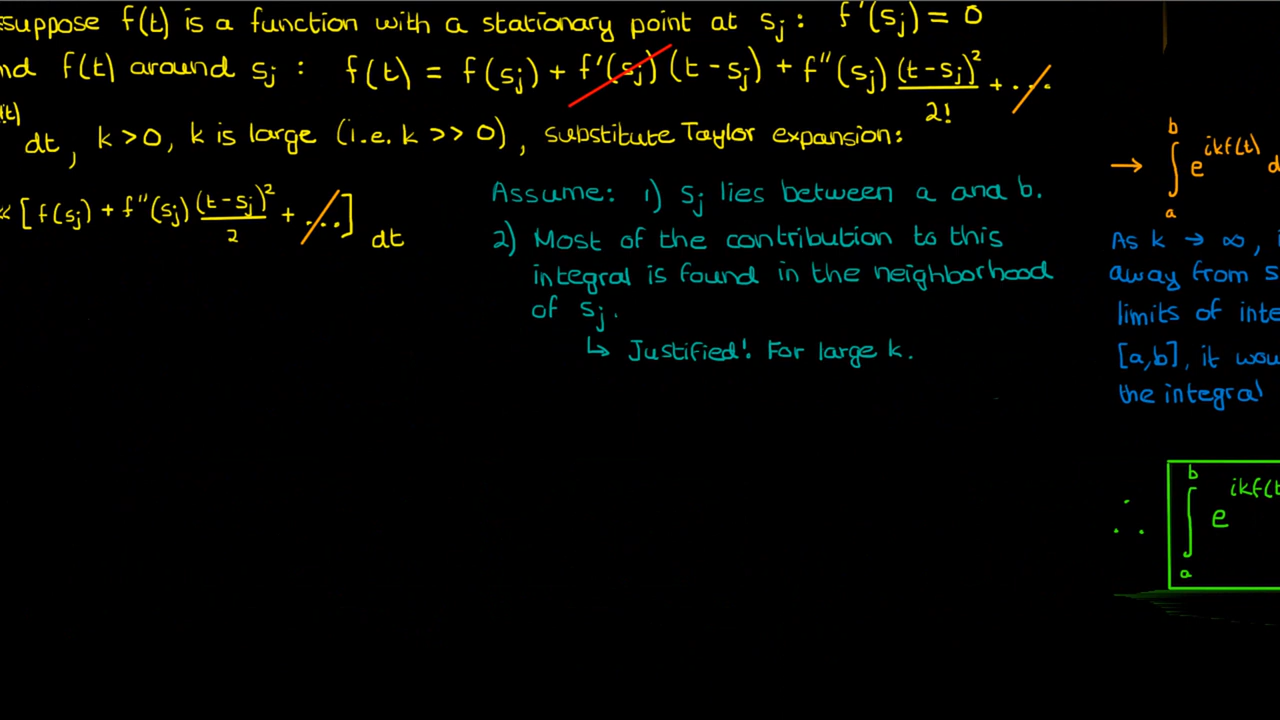 suppose f(t) is a function with a stationary point at sⱼ : f'(sⱼ) = 0
nd f(t) around sⱼ : f(t) = f(sⱼ) + f'(sⱼ) (t - sⱼ) + f''(sⱼ) (t-sⱼ)²/2! + ...
dt, k > 0, k is large (i.e. k >> 0), substitute Taylor expansion:
[f(sⱼ) + f''(sⱼ) (t-sⱼ)²/2 + ...] dt
Assume: 1) sⱼ lies between a and b.
2) Most of the contribution to this
integral is found in the neighborhood
of sⱼ.
↳ Justified! For large k.
→ ∫ₐᵇ e^{ikf(t)}
As k → ∞,
away from s
limits of inte
[a,b], it wou
the integral
∴ ∫ₐᵇ e^{ikf(t